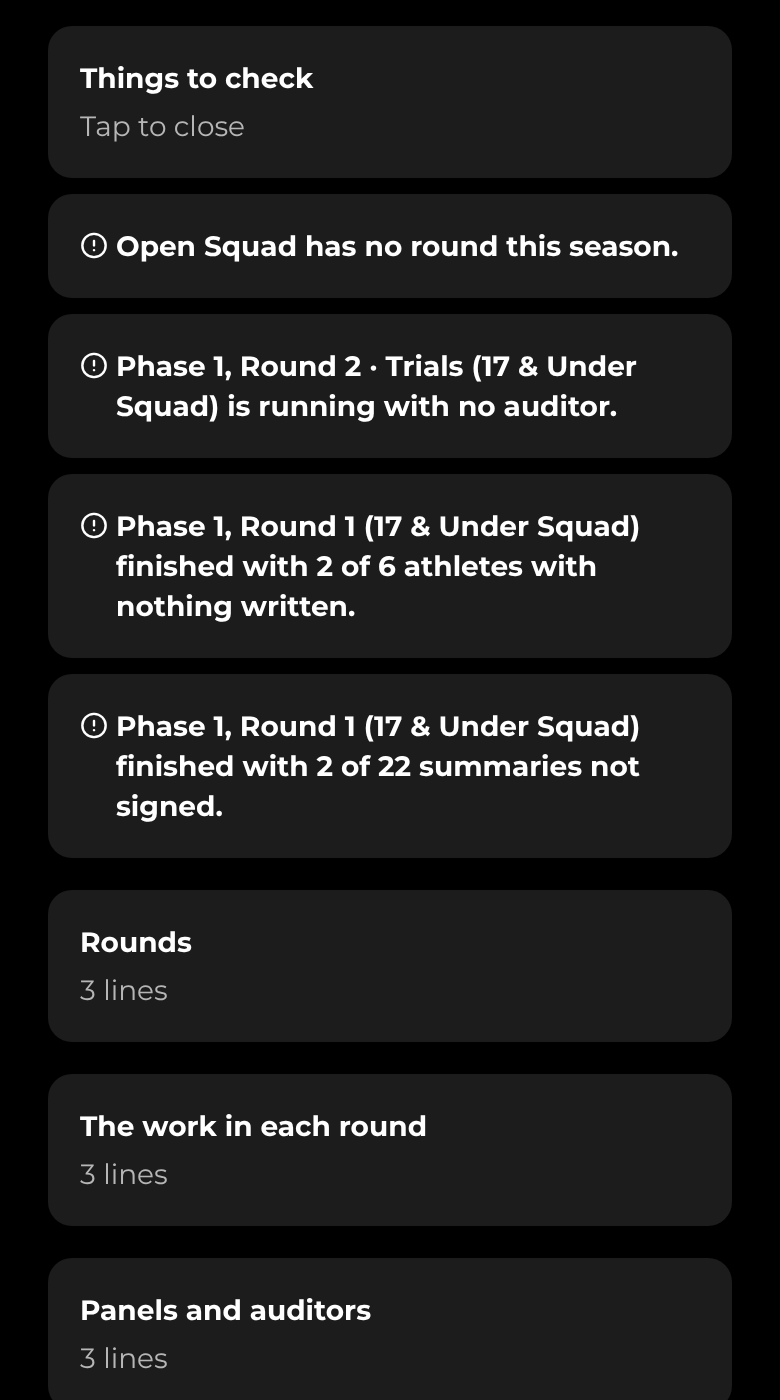 Things to check
Tap to close
Open Squad has no round this season.
Phase 1, Round 2 · Trials (17 & Under
Squad) is running with no auditor.
Phase 1, Round 1 (17 & Under Squad)
finished with 2 of 6 athletes with
nothing written.
Phase 1, Round 1 (17 & Under Squad)
finished with 2 of 22 summaries not
signed.
Rounds
3 lines
The work in each round
3 lines
Panels and auditors
3 lines